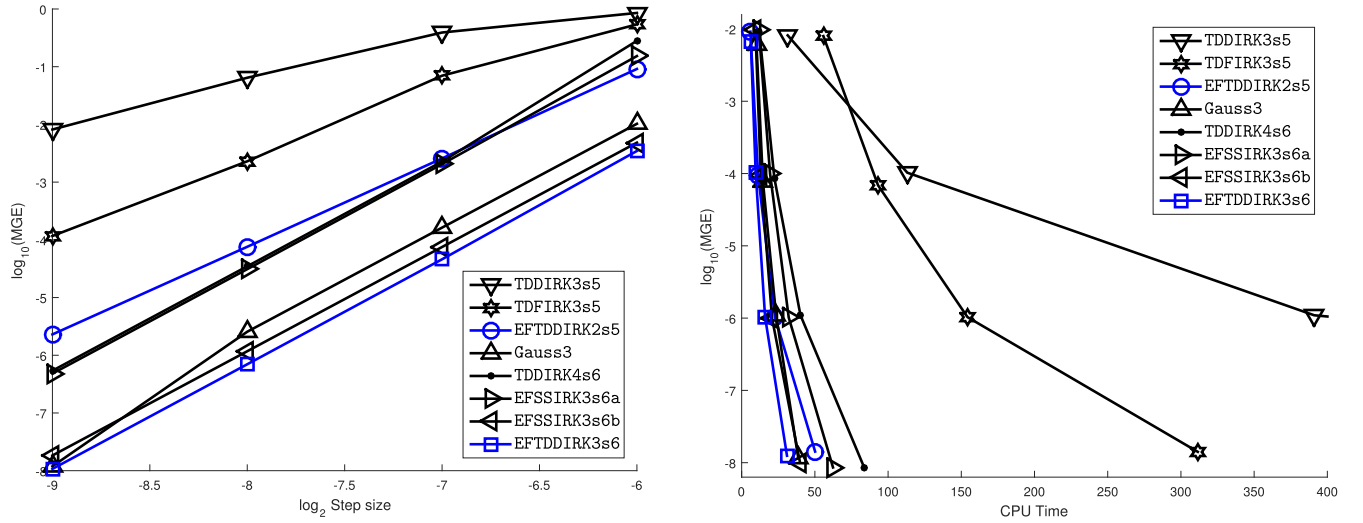 0
-1
-2
-3
-4
-5
-6
-7
-8
log10(MGE)
-9
-8.5
-8
-7.5
-7
-6.5
-6
log2 Step size
TDDIRK3s5
TDFIRK3s5
EFTDDIRK2s5
Gauss3
TDDIRK4s6
EFSSIRK3s6a
EFSSIRK3s6b
EFTDDIRK3s6
-2
-3
-4
-5
-6
-7
-8
log10(MGE)
0
50
100
150
200
250
300
350
400
CPU Time
TDDIRK3s5
TDFIRK3s5
EFTDDIRK2s5
Gauss3
TDDIRK4s6
EFSSIRK3s6a
EFSSIRK3s6b
EFTDDIRK3s6